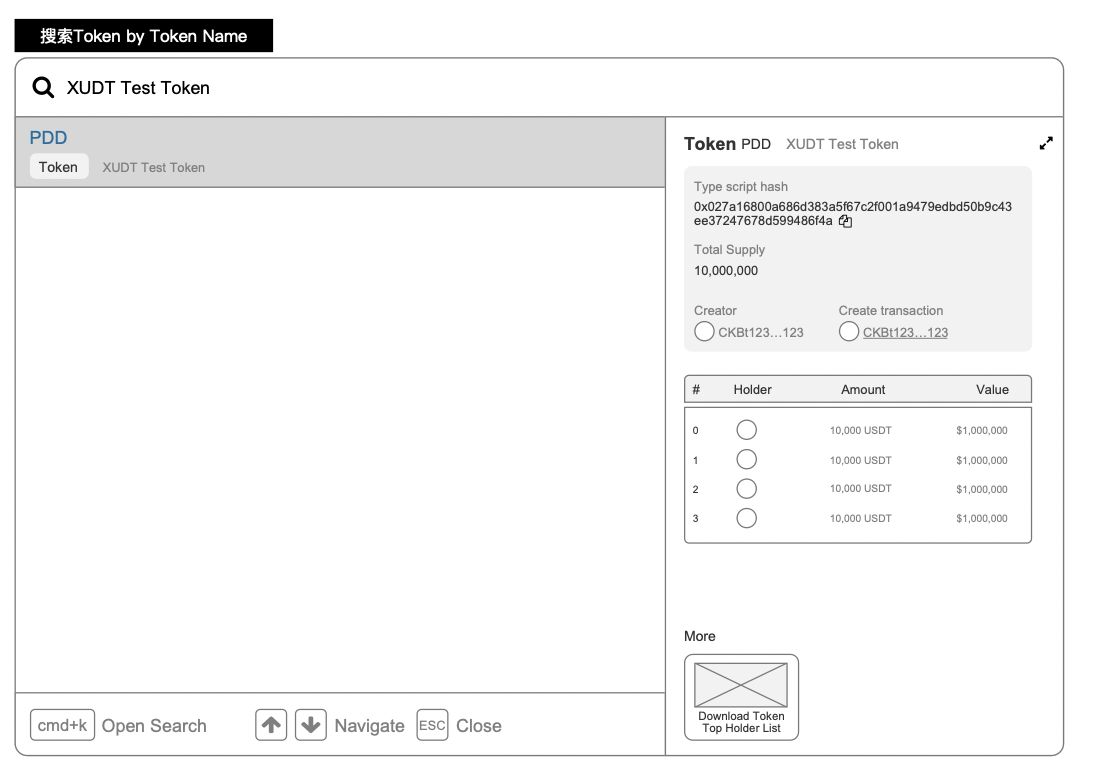 搜索Token by Token Name
XUDT Test Token
PDD
Token XUDT Test Token
cmd+k Open Search Navigate ESC Close
Token PDD XUDT Test Token
Type script hash
0x027a16800a686d383a5f67c2f001a9479edbd50b9c43
ee37247678d599486f4a
Total Supply
10,000,000
Creator Create transaction
CKBt123...123 CKBt123...123
# Holder Amount Value
0 10,000 USDT $1,000,000
1 10,000 USDT $1,000,000
2 10,000 USDT $1,000,000
3 10,000 USDT $1,000,000
More
Download Token
Top Holder List